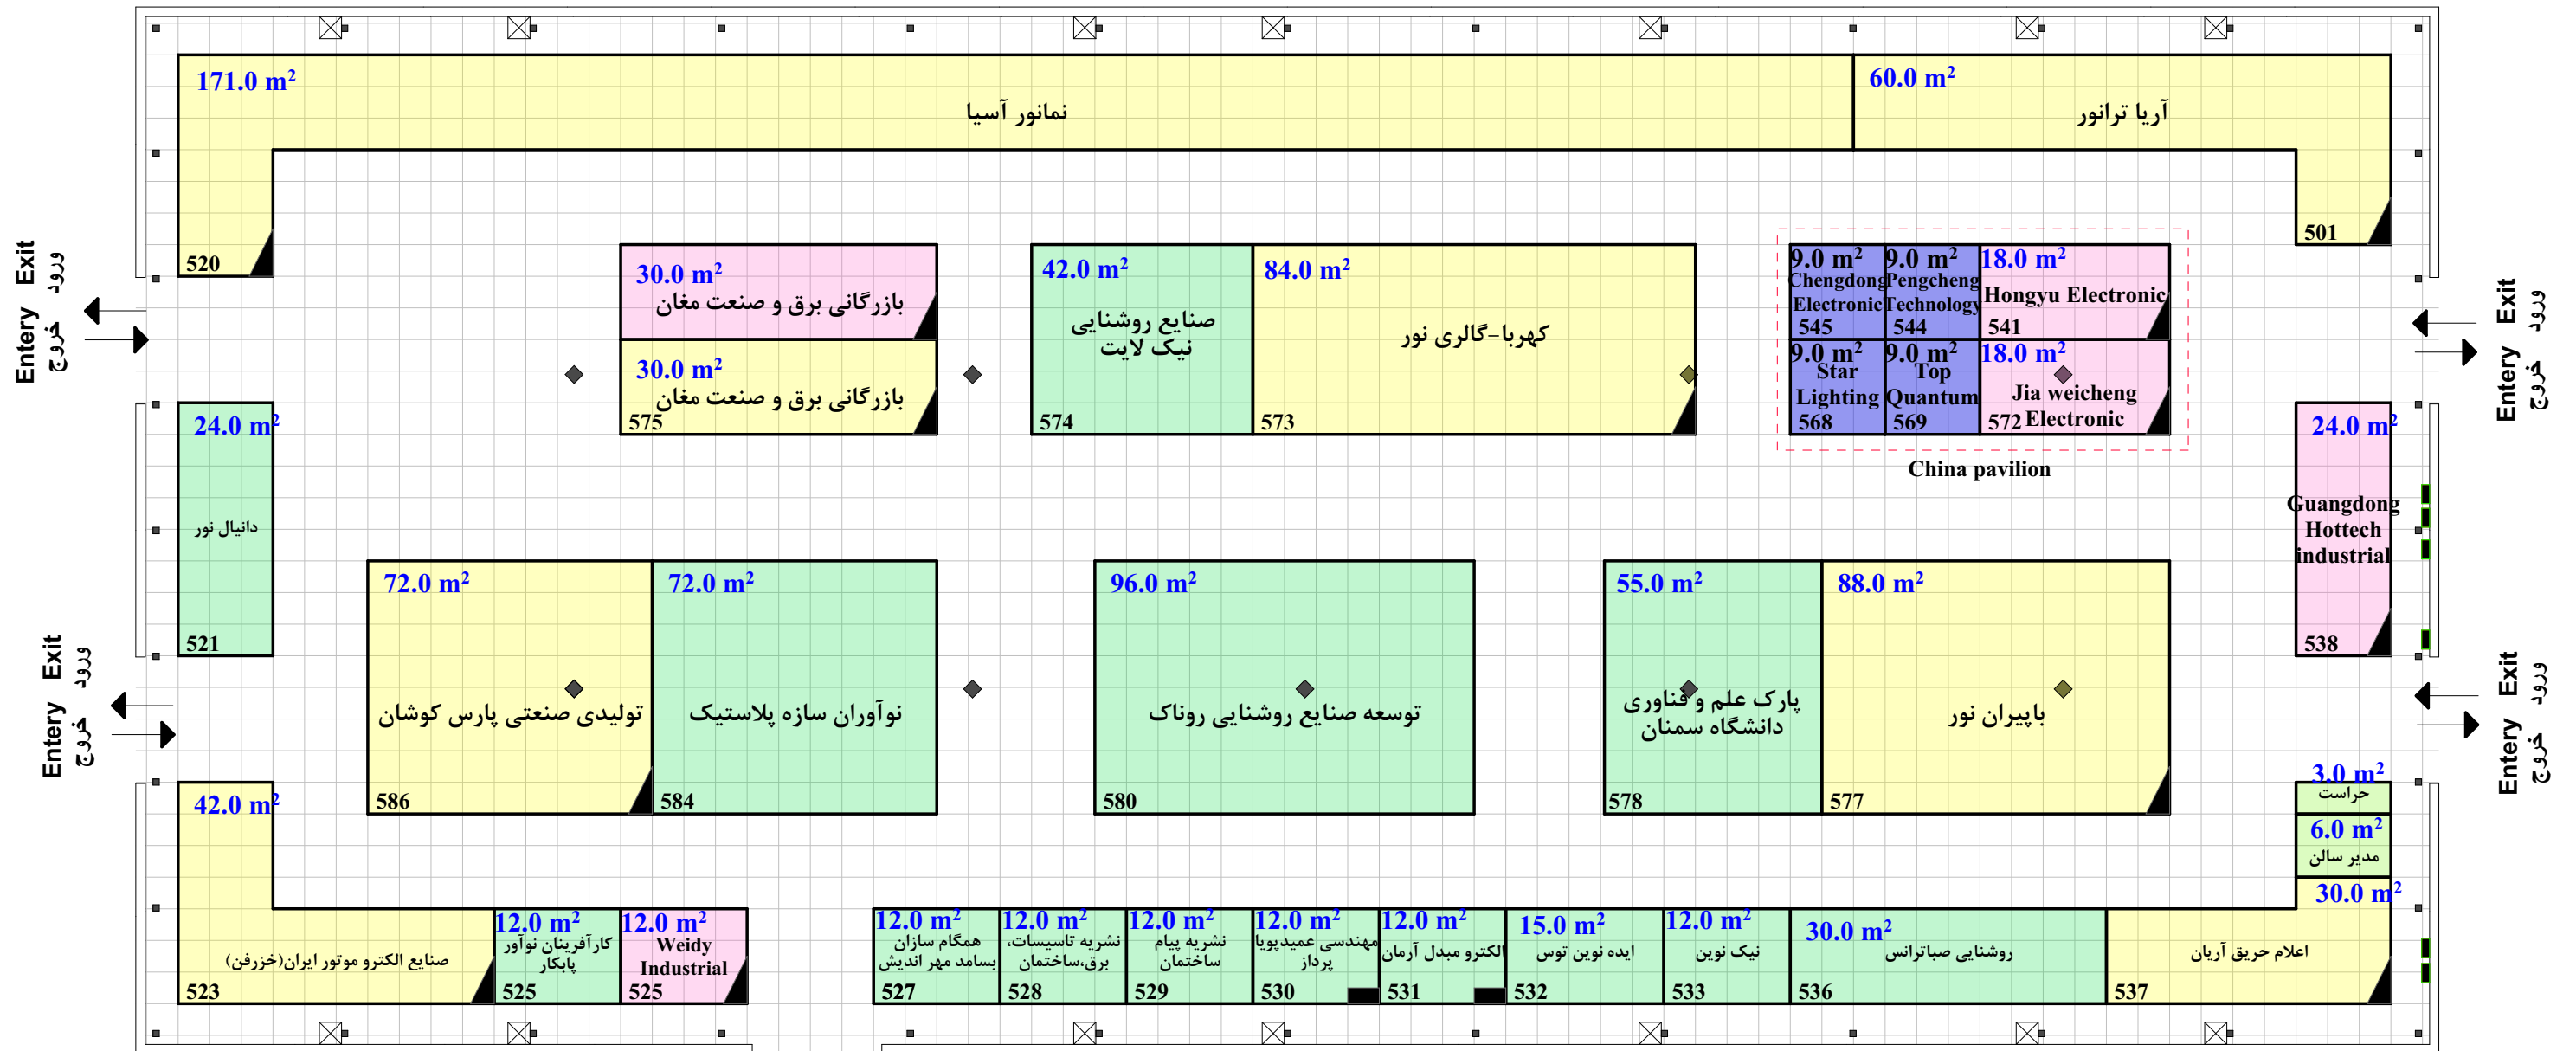 171.0 m²
نمانور آسیا
520
60.0 m²
آریا ترانور
501
Entery Exit
خروج ورود
Exit
ورود
Entery
خروج
30.0 m²
بازرگانی برق و صنعت مغان
30.0 m²
بازرگانی برق و صنعت مغان
575
42.0 m²
صنایع روشنایی
نیک لایت
574
84.0 m²
کهربا-گالری نور
573
9.0 m²
Chengdong
Electronic
545
9.0 m²
Pengcheng
Technology
544
18.0 m²
Hongyu Electronic
541
9.0 m²
Star
Lighting
568
9.0 m²
Top
Quantum
569
18.0 m²
Jia weicheng
Electronic
572
China pavilion
24.0 m²
دانیال نور
521
24.0 m²
Guangdong
Hottech
industrial
538
Entery Exit
خروج ورود
Exit
ورود
Entery
خروج
72.0 m²
تولیدی صنعتی پارس کوشان
586
72.0 m²
نوآوران سازه پلاستیک
584
96.0 m²
توسعه صنایع روشنایی روناک
580
55.0 m²
پارک علم و فناوری
دانشگاه سمنان
578
88.0 m²
باپیران نور
577
3.0 m²
حراست
6.0 m²
مدیر سالن
42.0 m²
صنایع الکترو موتور ایران(خزرفن)
523
12.0 m²
کارآفرینان نوآور
پابکار
525
12.0 m²
Weidy
Industrial
525
12.0 m²
همگام سازان
بسامد مهر اندیش
527
12.0 m²
نشریه تاسیسات،
برق،ساختمان
528
12.0 m²
نشریه پیام
ساختمان
529
12.0 m²
مهندسی عمیدپویا
پرداز
530
12.0 m²
الکترو مبدل آرمان
531
15.0 m²
ایده نوین توس
532
12.0 m²
نیک نوین
533
30.0 m²
روشنایی صباترانس
536
30.0 m²
اعلام حریق آریان
537